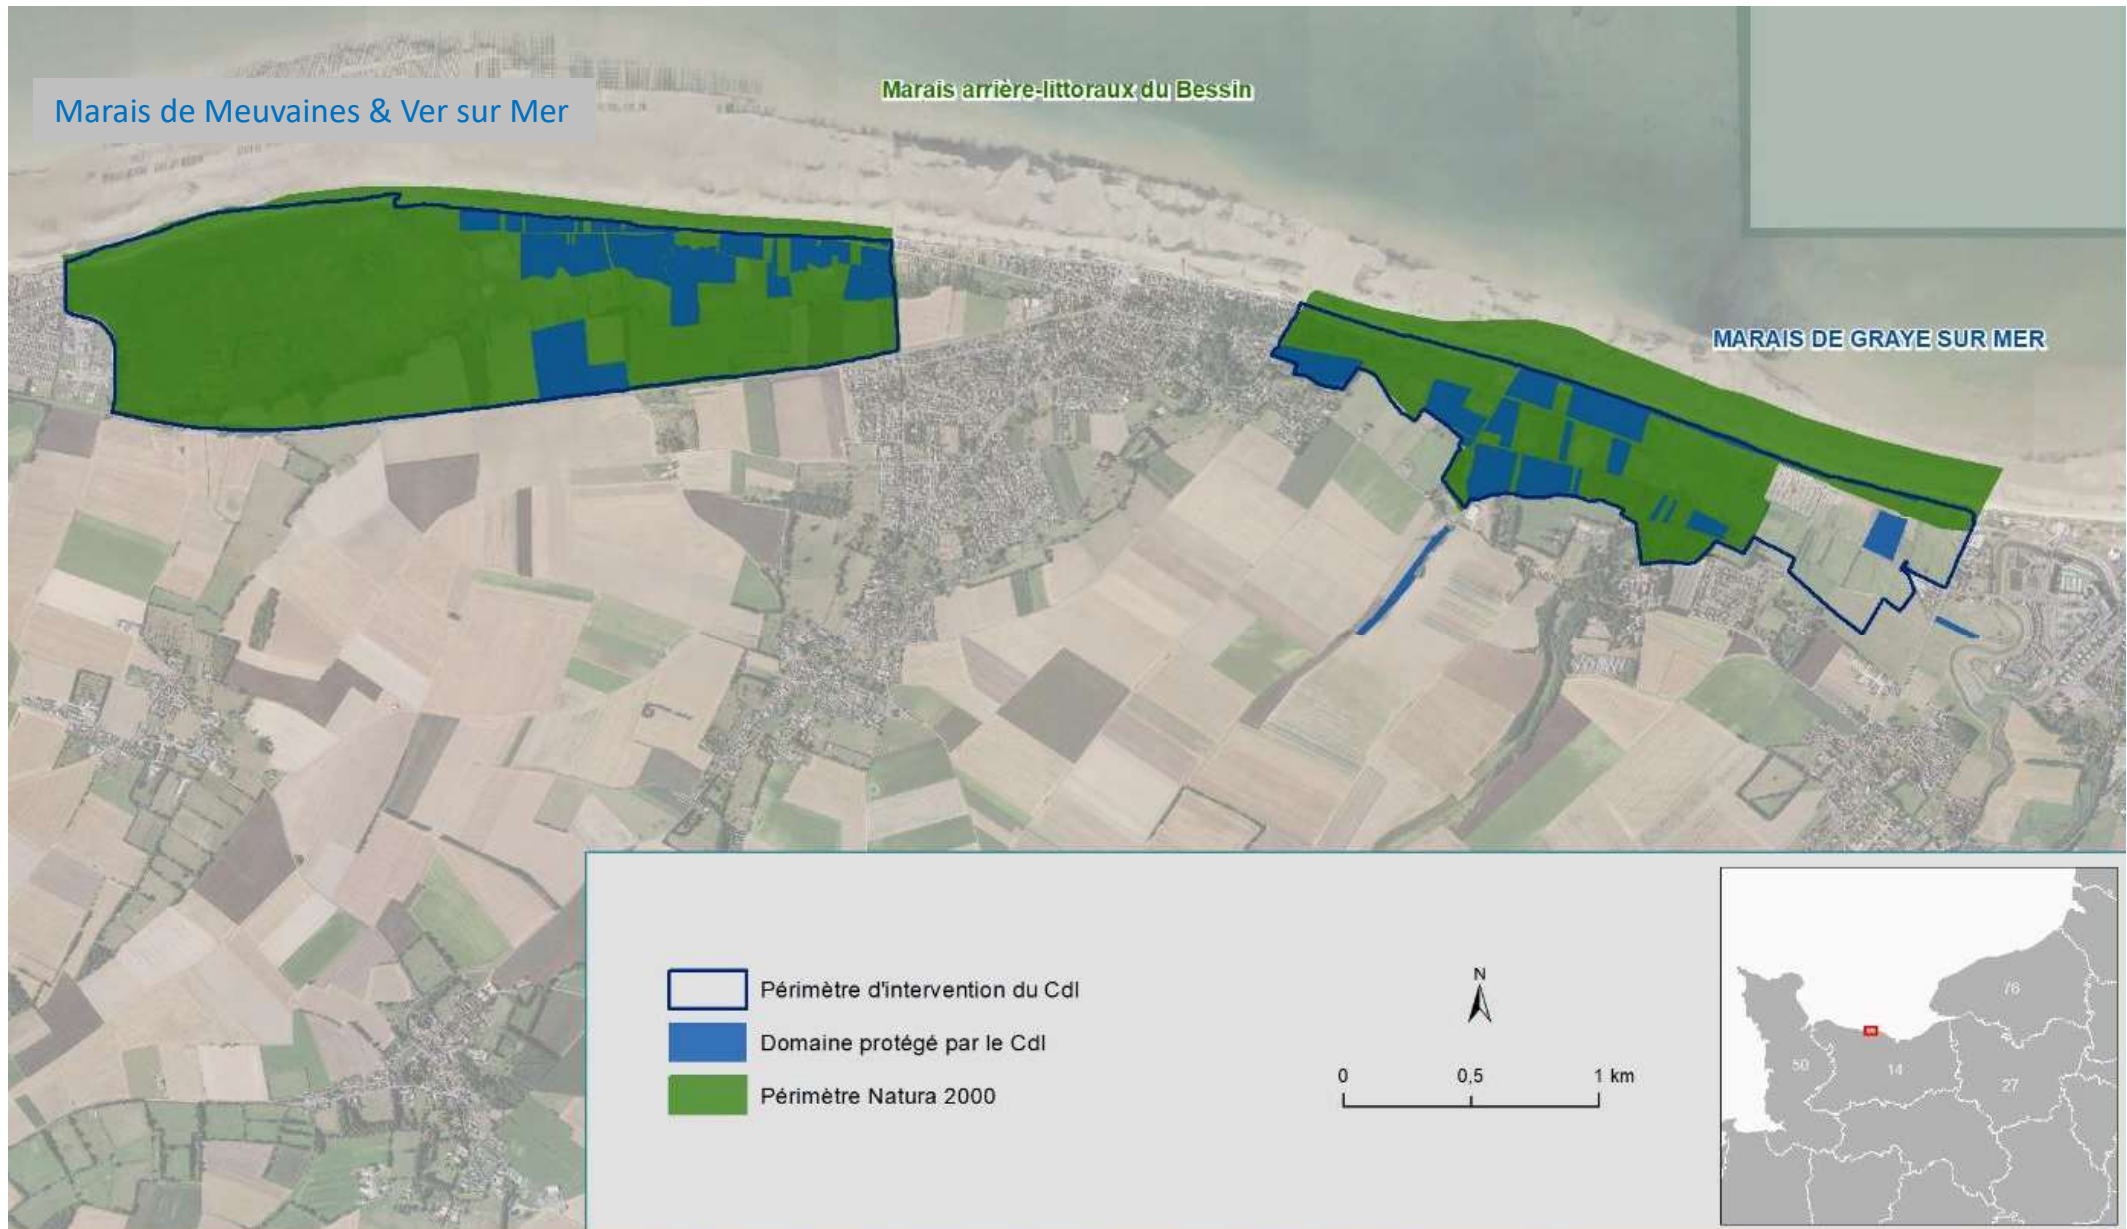 Marais de Meuvaines & Ver sur Mer
Marais arrière-littoraux du Bessin
MARAIS DE GRAYE SUR MER
Périmètre d'intervention du Cdl
Domaine protégé par le Cdl
Périmètre Natura 2000
N
0 0,5 1 km
76
50
14
27